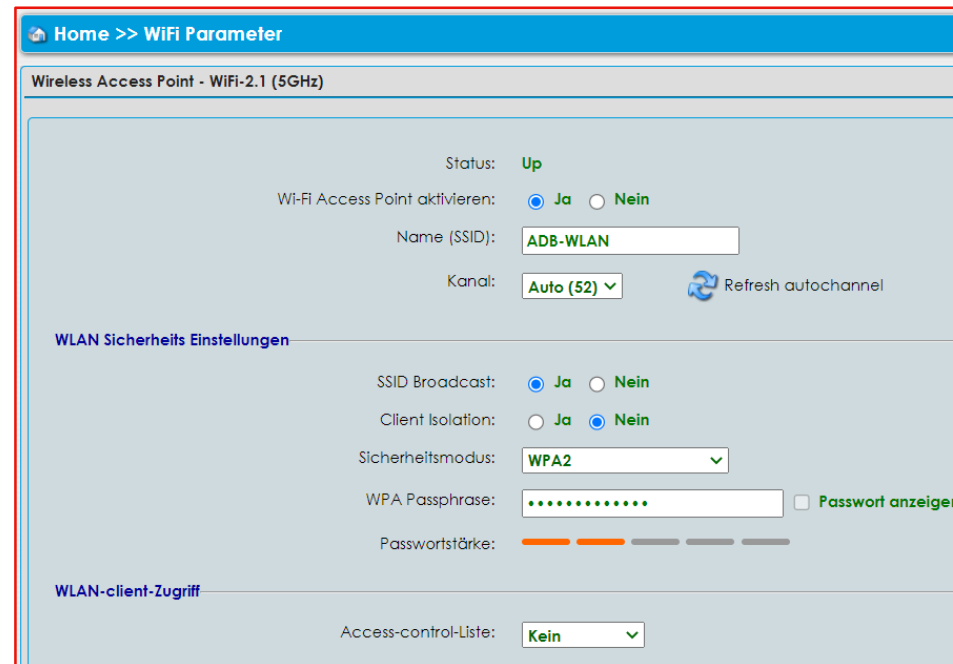 Home >> WiFi Parameter
Wireless Access Point - WiFi-2.1 (5GHz)
Status: Up
Wi-Fi Access Point aktivieren: Ja Nein
Name (SSID): ADB-WLAN
Kanal: Auto (52) Refresh autochannel
WLAN Sicherheits Einstellungen
SSID Broadcast: Ja Nein
Client Isolation: Ja Nein
Sicherheitsmodus: WPA2
WPA Passphrase: ••••••••••••• Passwort anzeigen
Passwortstärke:
WLAN-client-Zugriff
Access-control-Liste: Kein